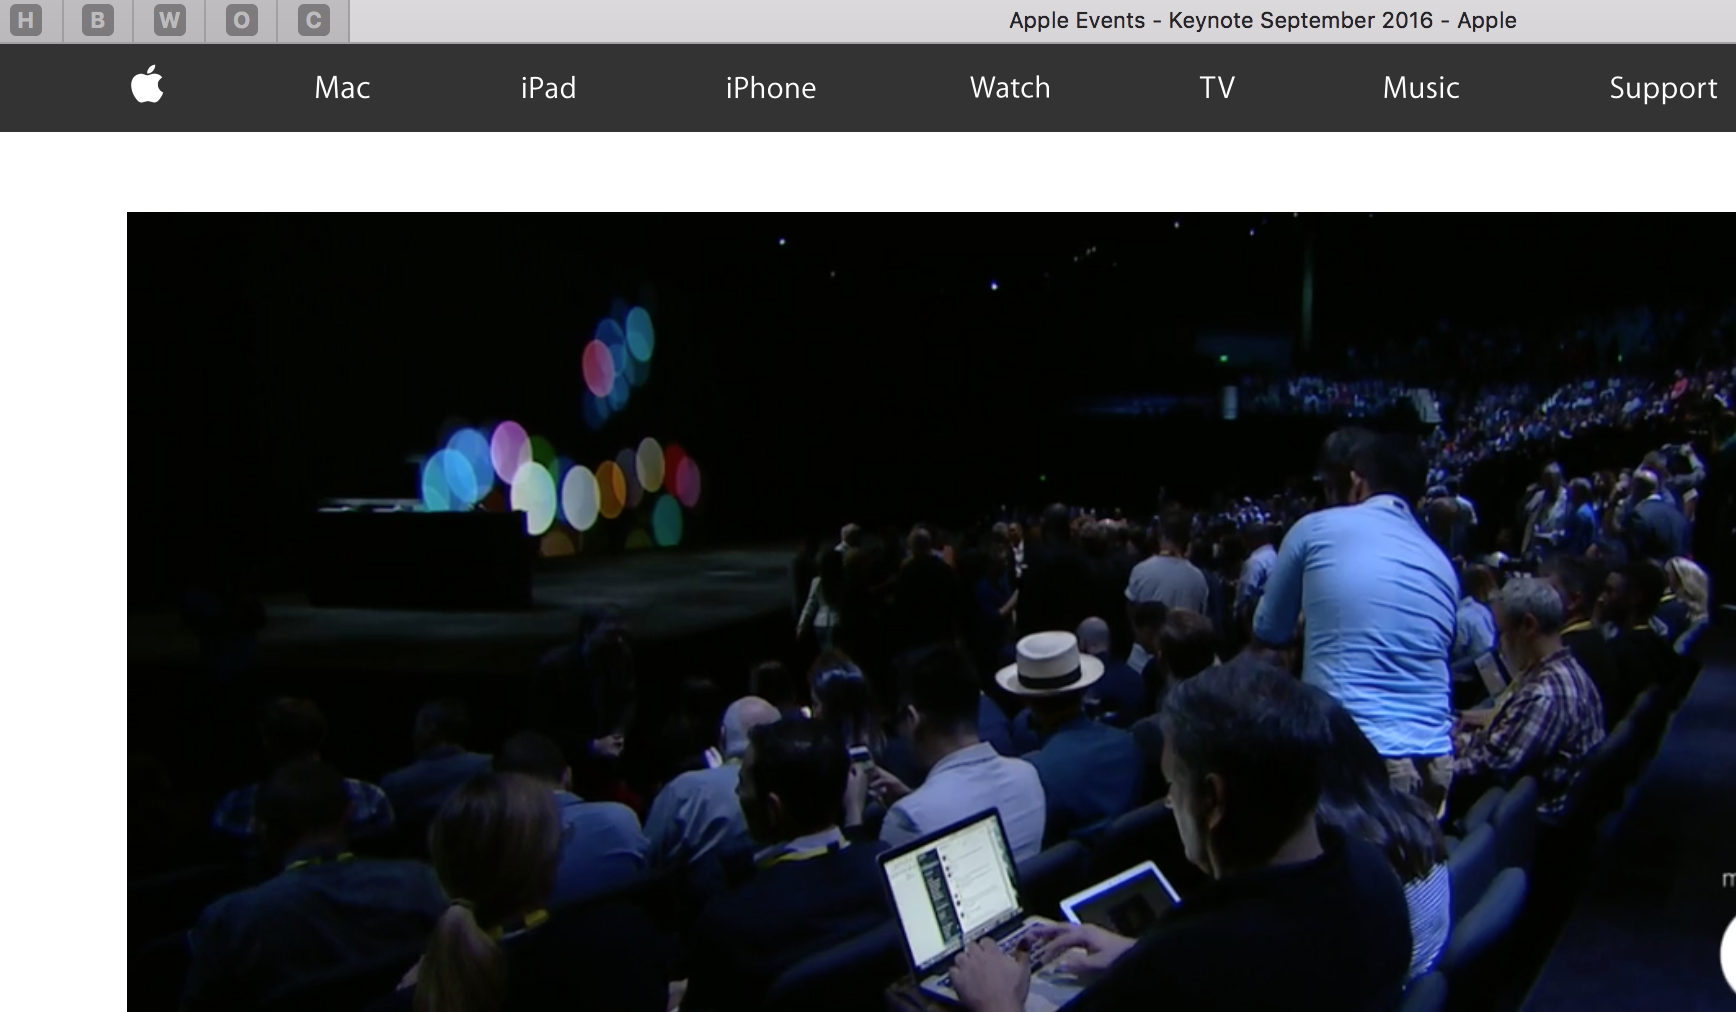 H B W O C Apple Events - Keynote September 2016 - Apple
Mac iPad iPhone Watch TV Music Support